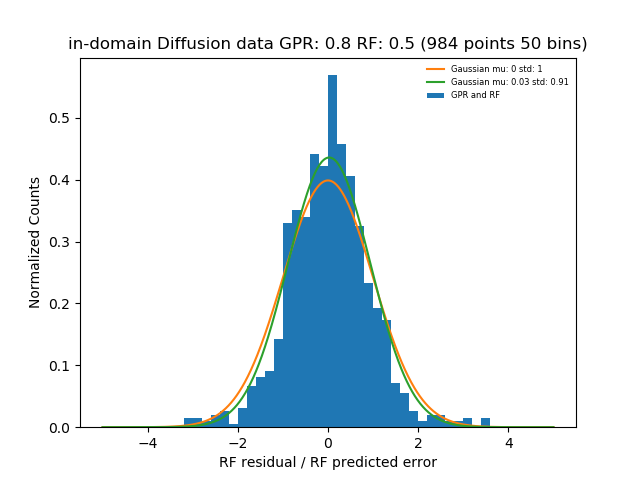 in-domain Diffusion data GPR: 0.8 RF: 0.5 (984 points 50 bins)
Gaussian mu: 0 std: 1
Gaussian mu: 0.03 std: 0.91
GPR and RF
Normalized Counts
0.5
0.4
0.3
0.2
0.1
0.0
−4 −2 0 2 4
RF residual / RF predicted error